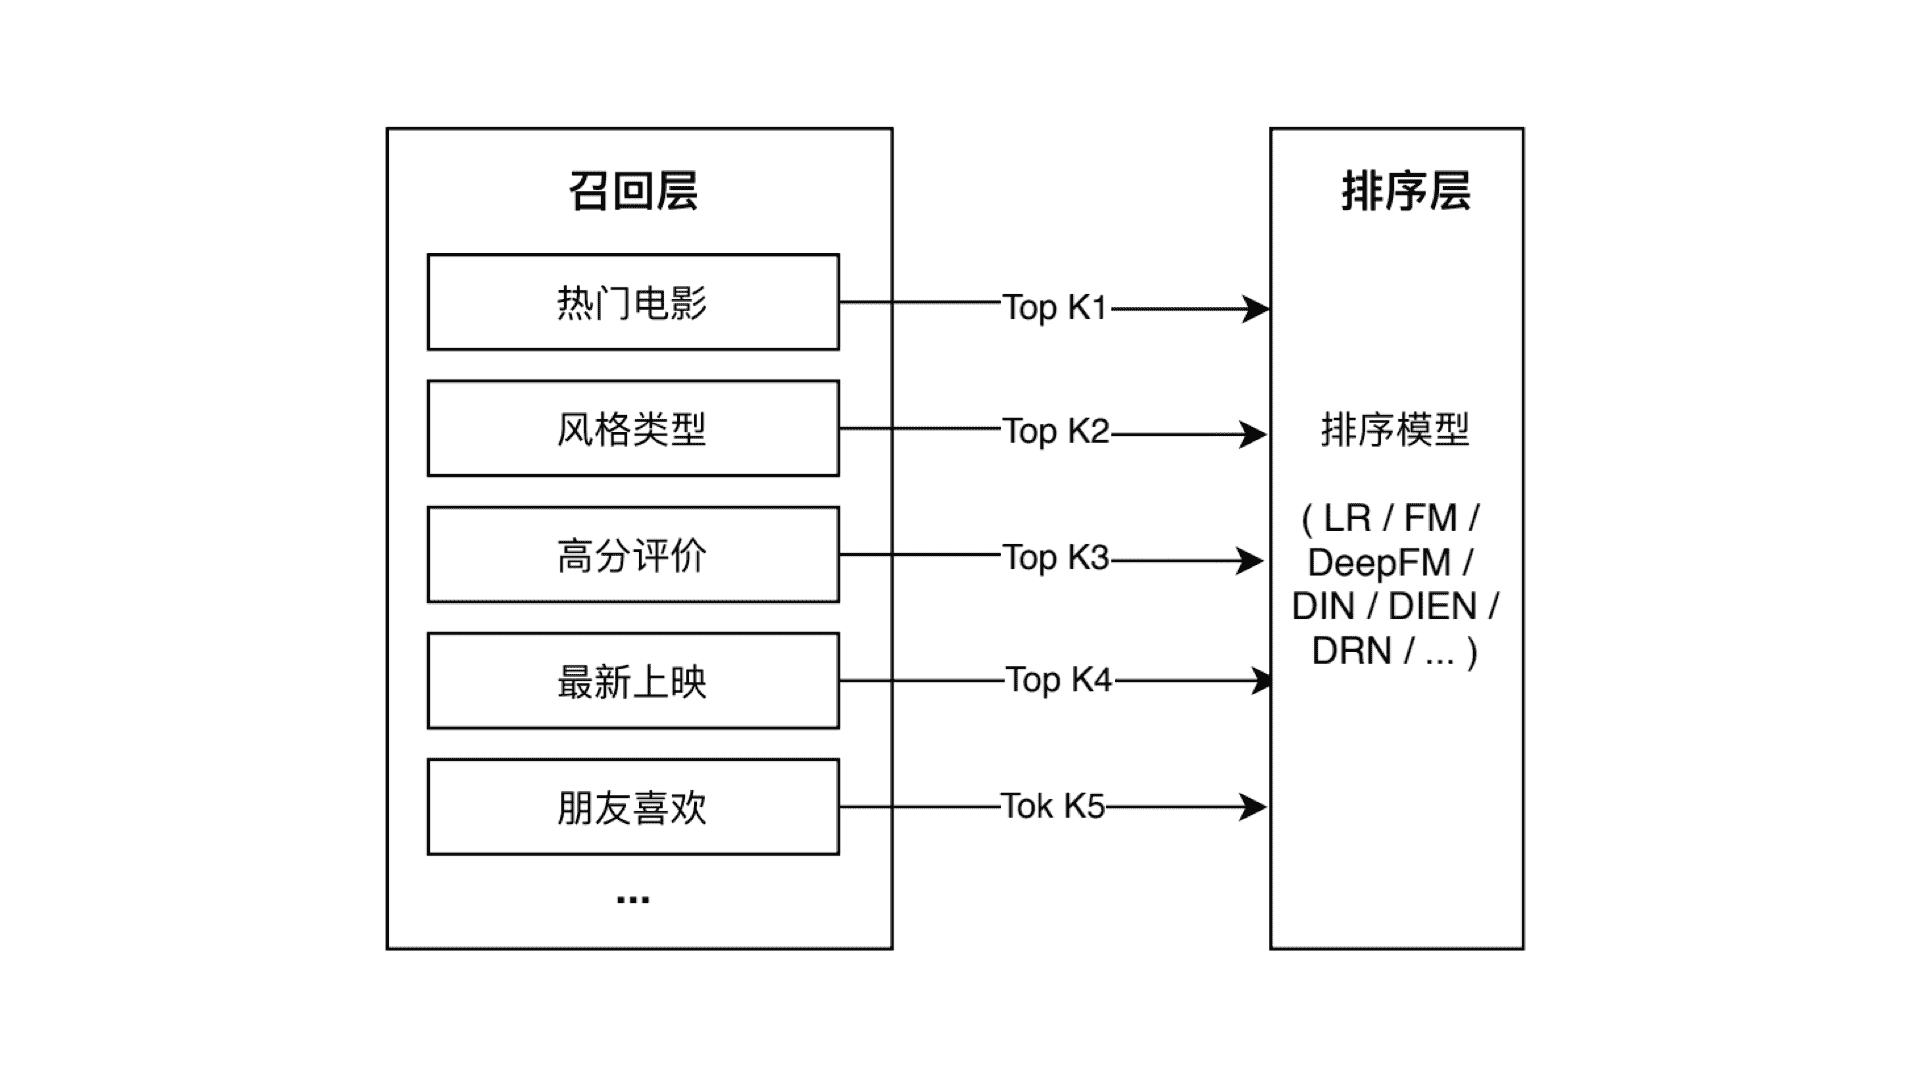 召回层
热门电影
风格类型
高分评价
最新上映
朋友喜欢
...
Top K1
Top K2
Top K3
Top K4
Tok K5
排序层
排序模型
( LR / FM /
DeepFM /
DIN / DIEN /
DRN / ... )